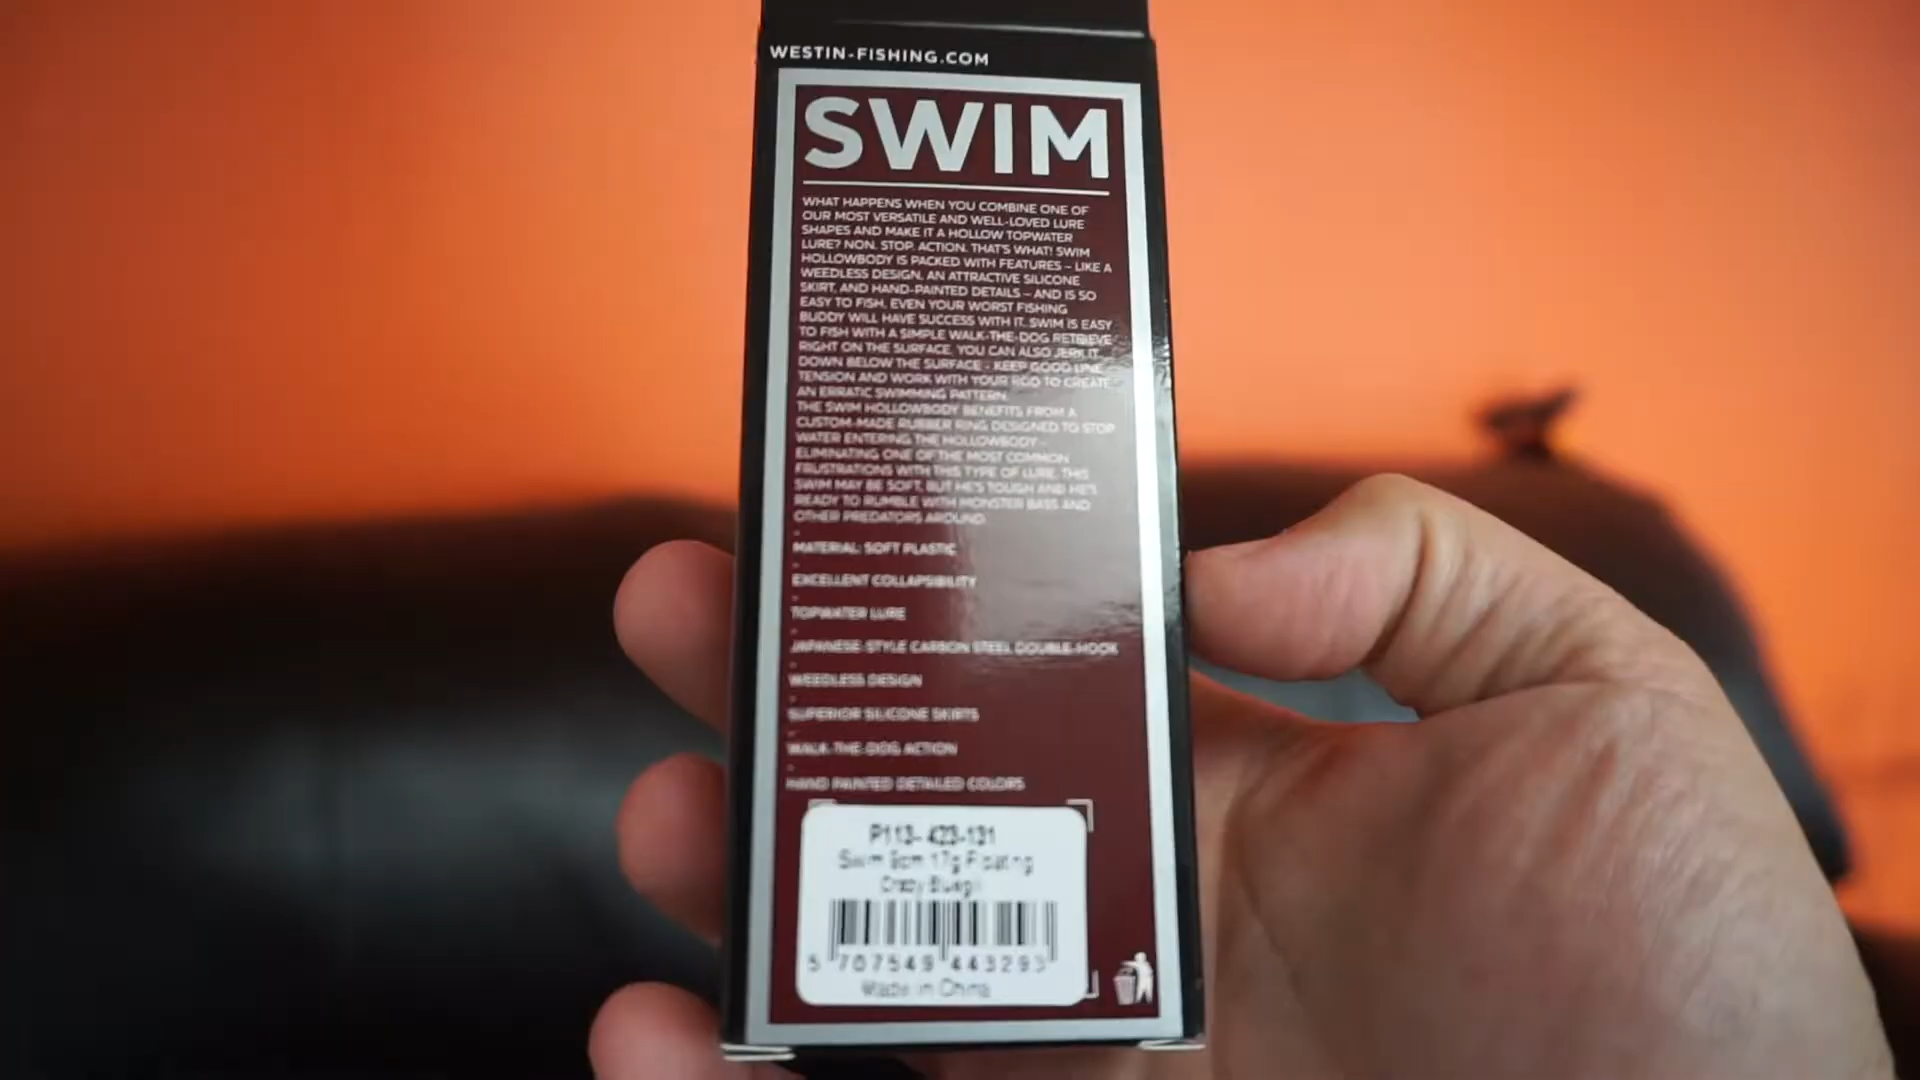 WESTIN-FISHING.COM
SWIM
WHAT HAPPENS WHEN YOU COMBINE ONE OF
OUR MOST VERSATILE AND WELL-LOVED LURE
SHAPES AND MAKE IT A HOLLOW TOPWATER
LURE? NON. STOP. ACTION. THAT'S WHAT! SWIM
HOLLOWBODY IS PACKED WITH FEATURES – LIKE A
WEEDLESS DESIGN, AN ATTRACTIVE SILICONE
SKIRT, AND HAND-PAINTED DETAILS – AND IS SO
EASY TO FISH, EVEN YOUR WORST FISHING
BUDDY WILL HAVE SUCCESS WITH IT. SWIM IS EASY
TO FISH WITH A SIMPLE WALK-THE-DOG RETRIEVE
RIGHT ON THE SURFACE. YOU CAN ALSO JERK IT
DOWN BELOW THE SURFACE - KEEP GOOD LINE
TENSION AND WORK WITH YOUR ROD TO CREATE
AN ERRATIC SWIMMING PATTERN.
THE SWIM HOLLOWBODY BENEFITS FROM A
CUSTOM-MADE RUBBER RING DESIGNED TO STOP
WATER ENTERING THE HOLLOWBODY –
ELIMINATING ONE OF THE MOST COMMON
FRUSTRATIONS WITH THIS TYPE OF LURE. THIS
SWIM MAY BE SOFT, BUT HE'S TOUGH AND HE'S
READY TO RUMBLE WITH MONSTER BASS AND
OTHER PREDATORS AROUND.
-
MATERIAL: SOFT PLASTIC
-
EXCELLENT COLLAPSIBILITY
-
TOPWATER LURE
-
JAPANESE-STYLE CARBON STEEL DOUBLE-HOOK
-
WEEDLESS DESIGN
-
SUPERIOR SILICONE SKIRTS
-
WALK-THE-DOG ACTION
-
HAND PAINTED DETAILED COLORS
P113-423-131
Swim 9cm 17g Floating
Crazy Bluegill
5 707549 443293
Made in China